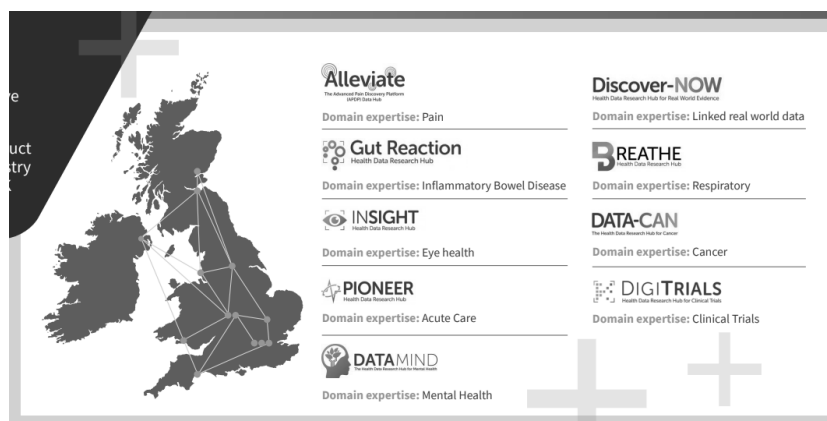 Alleviate
The Advanced Pain Discovery Platform
(APDP) Data Hub
Domain expertise: Pain
Gut Reaction
Health Data Research Hub
Domain expertise: Inflammatory Bowel Disease
INSIGHT
Health Data Research Hub
Domain expertise: Eye health
PIONEER
Health Data Research Hub
Domain expertise: Acute Care
DATAMIND
The Health Data Research Hub for Mental Health
Domain expertise: Mental Health
Discover-NOW
Health Data Research Hub for Real World Evidence
Domain expertise: Linked real world data
BREATHE
Health Data Research Hub
Domain expertise: Respiratory
DATA-CAN
The Health Data Research Hub for Cancer
Domain expertise: Cancer
DIGITRIALS
Health Data Research Hub for Clinical Trials
Domain expertise: Clinical Trials